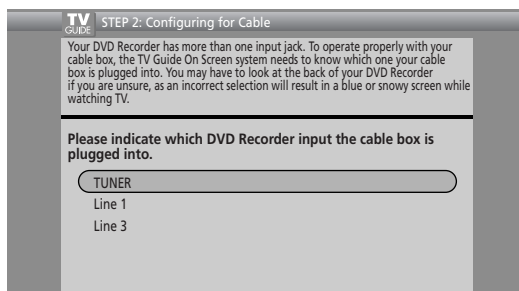 TV
GUIDE
STEP 2: Configuring for Cable
Your DVD Recorder has more than one input jack. To operate properly with your
cable box, the TV Guide On Screen system needs to know which one your cable
box is plugged into. You may have to look at the back of your DVD Recorder
if you are unsure, as an incorrect selection will result in a blue or snowy screen while
watching TV.
Please indicate which DVD Recorder input the cable box is
plugged into.
TUNER
Line 1
Line 3